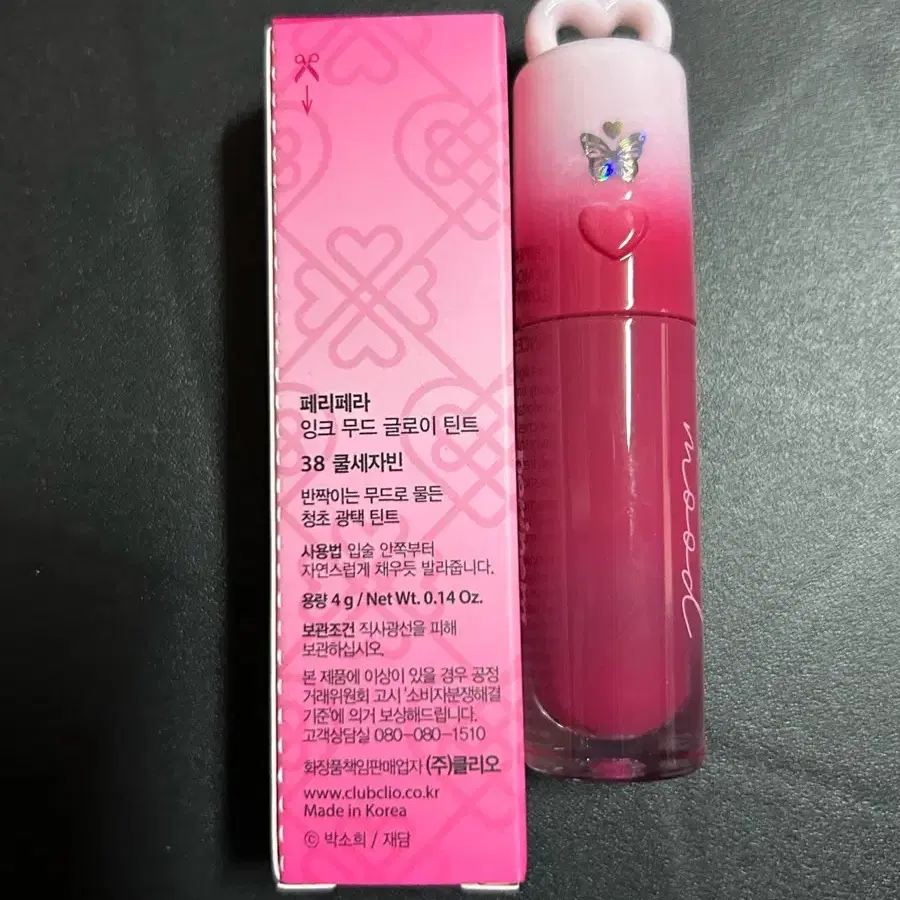 페리페라
잉크 무드 글로이 틴트
38 쿨세자빈
반짝이는 무드로 물든
청초 광택 틴트
사용법 입술 안쪽부터
자연스럽게 채우듯 발라줍니다.
용량 4 g / Net Wt. 0.14 Oz.
보관조건 직사광선을 피해
보관하십시오.
본 제품에 이상이 있을 경우 공정
거래위원회 고시 '소비자분쟁해결
기준'에 의거 보상해드립니다.
고객상담실 080-080-1510
화장품책임판매업자 (주)클리오
www.clubclio.co.kr
Made in Korea
ⓒ 박소희 / 재담
mood